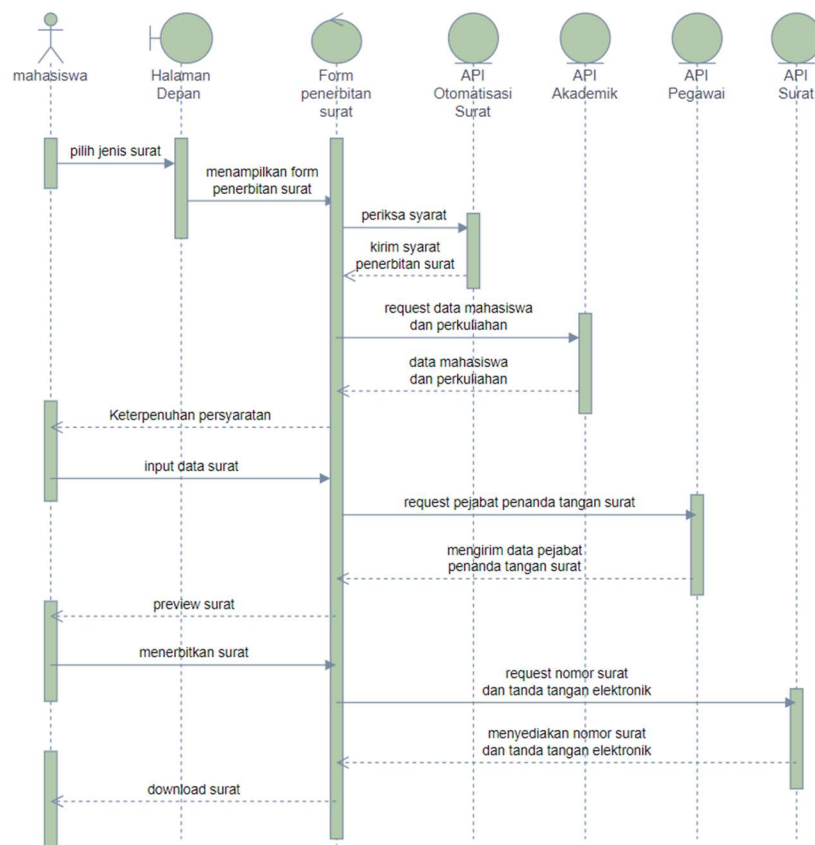 mahasiswa
Halaman
Depan
Form
penerbitan
surat
API
Otomatisasi
Surat
API
Akademik
API
Pegawai
API
Surat
pilih jenis surat
menampilkan form
penerbitan surat
periksa syarat
kirim syarat
penerbitan surat
request data mahasiswa
dan perkuliahan
data mahasiswa
dan perkuliahan
Keterpenuhan persyaratan
input data surat
request pejabat penanda tangan surat
mengirim data pejabat
penanda tangan surat
preview surat
menerbitkan surat
request nomor surat
dan tanda tangan elektronik
menyediakan nomor surat
dan tanda tangan elektronik
download surat